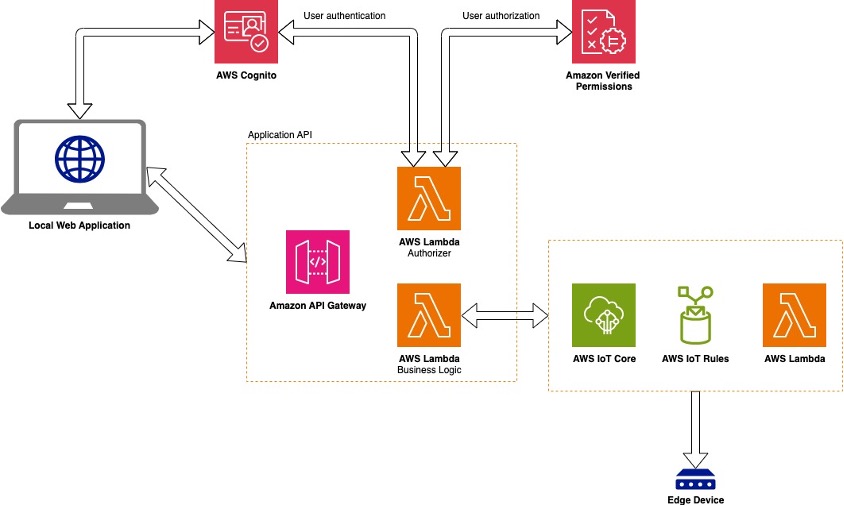 User authentication
User authorization
AWS Cognito
Amazon Verified
Permissions
Application API
Local Web Application
AWS Lambda
Authorizer
Amazon API Gateway
AWS Lambda
Business Logic
AWS IoT Core
AWS IoT Rules
AWS Lambda
Edge Device